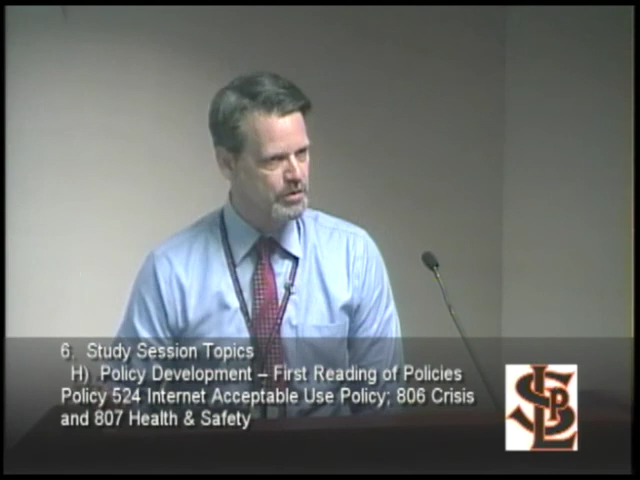 6. Study Session Topics
H) Policy Development – First Reading of Policies
Policy 524 Internet Acceptable Use Policy; 806 Crisis
and 807 Health & Safety
SLP